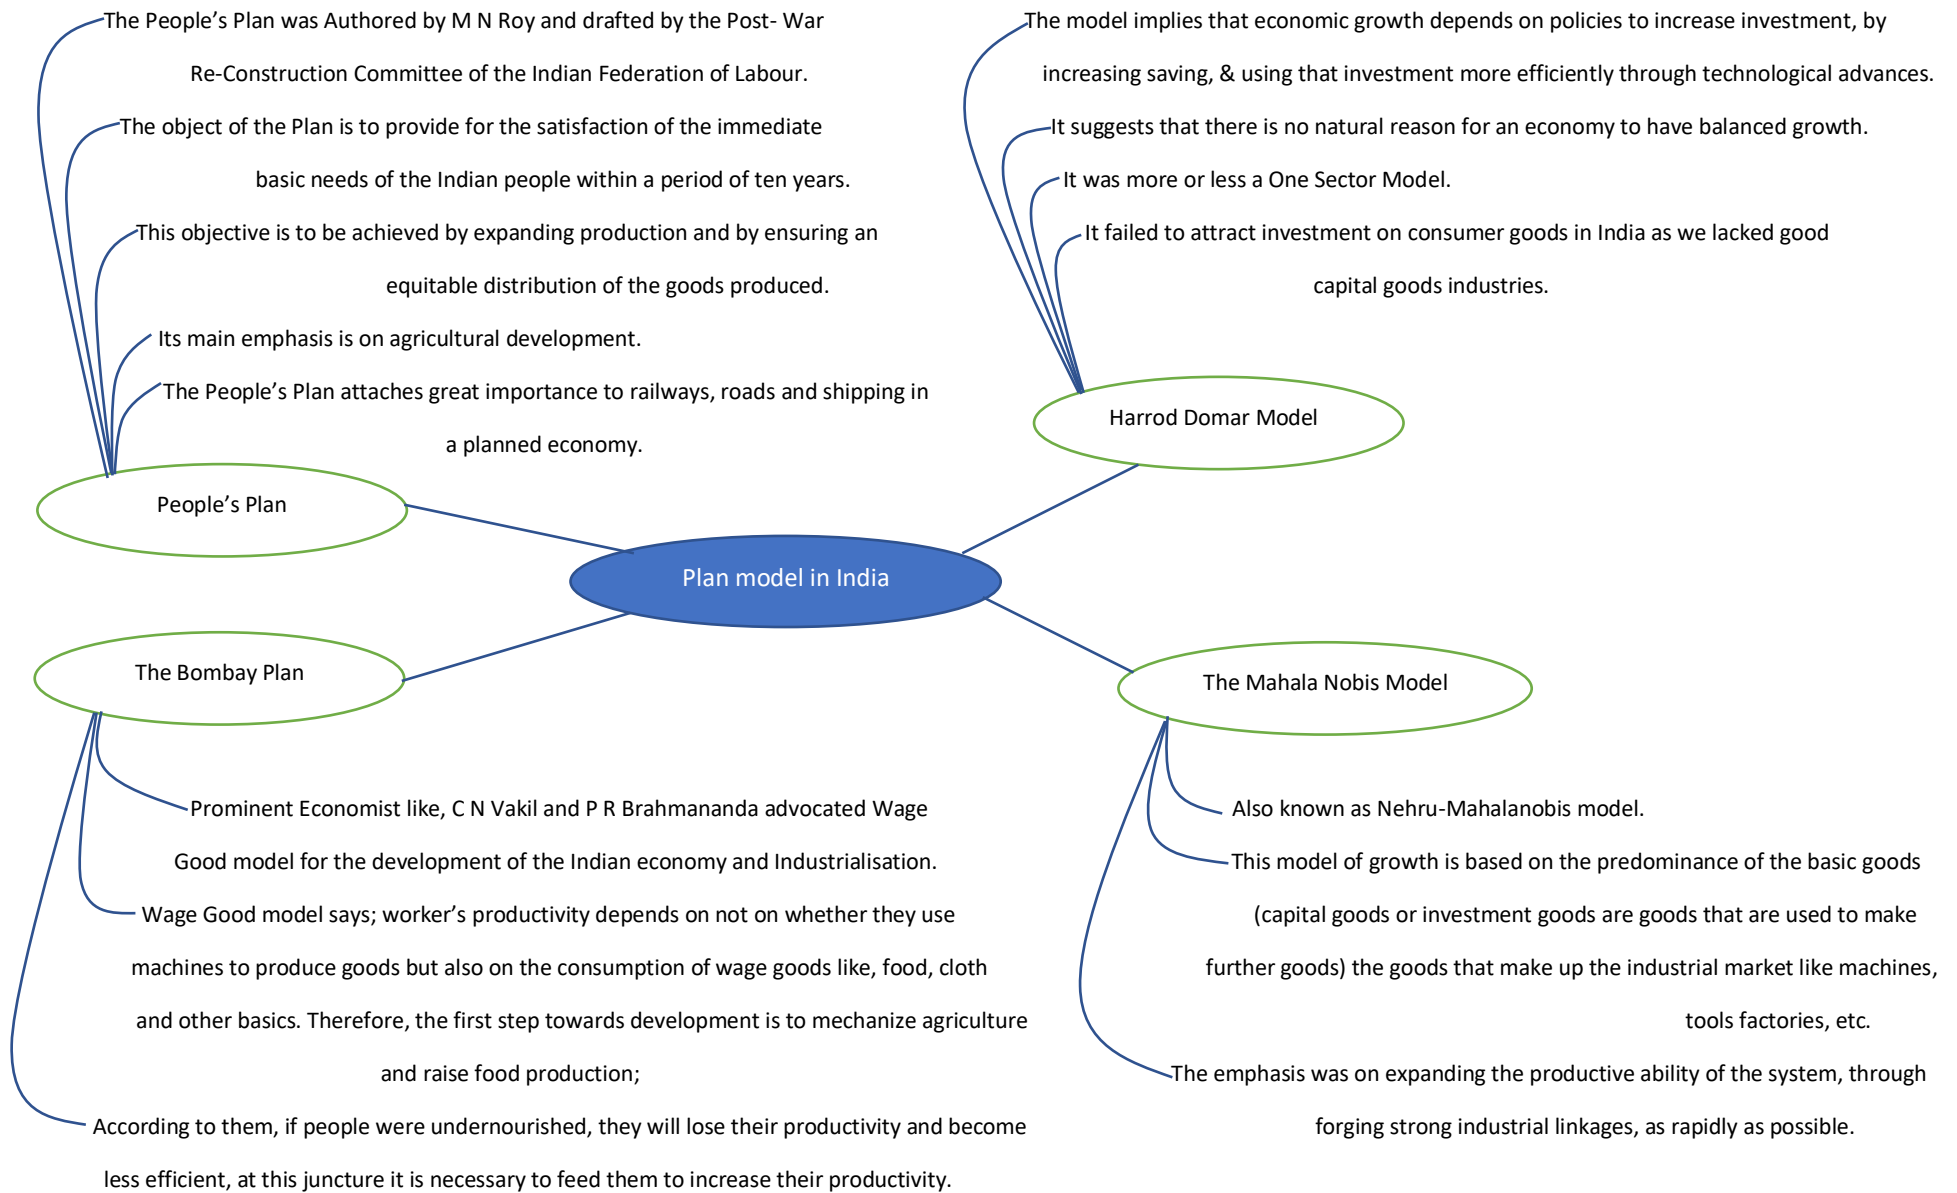 The People’s Plan was Authored by M N Roy and drafted by the Post- War
Re-Construction Committee of the Indian Federation of Labour.
The object of the Plan is to provide for the satisfaction of the immediate
basic needs of the Indian people within a period of ten years.
This objective is to be achieved by expanding production and by ensuring an
equitable distribution of the goods produced.
Its main emphasis is on agricultural development.
The People’s Plan attaches great importance to railways, roads and shipping in
a planned economy.
People’s Plan
The model implies that economic growth depends on policies to increase investment, by
increasing saving, & using that investment more efficiently through technological advances.
It suggests that there is no natural reason for an economy to have balanced growth.
It was more or less a One Sector Model.
It failed to attract investment on consumer goods in India as we lacked good
capital goods industries.
Harrod Domar Model
Plan model in India
The Bombay Plan
Prominent Economist like, C N Vakil and P R Brahmananda advocated Wage
Good model for the development of the Indian economy and Industrialisation.
Wage Good model says; worker’s productivity depends on not on whether they use
machines to produce goods but also on the consumption of wage goods like, food, cloth
and other basics. Therefore, the first step towards development is to mechanize agriculture
and raise food production;
According to them, if people were undernourished, they will lose their productivity and become
less efficient, at this juncture it is necessary to feed them to increase their productivity.
The Mahala Nobis Model
Also known as Nehru-Mahalanobis model.
This model of growth is based on the predominance of the basic goods
(capital goods or investment goods are goods that are used to make
further goods) the goods that make up the industrial market like machines,
tools factories, etc.
The emphasis was on expanding the productive ability of the system, through
forging strong industrial linkages, as rapidly as possible.